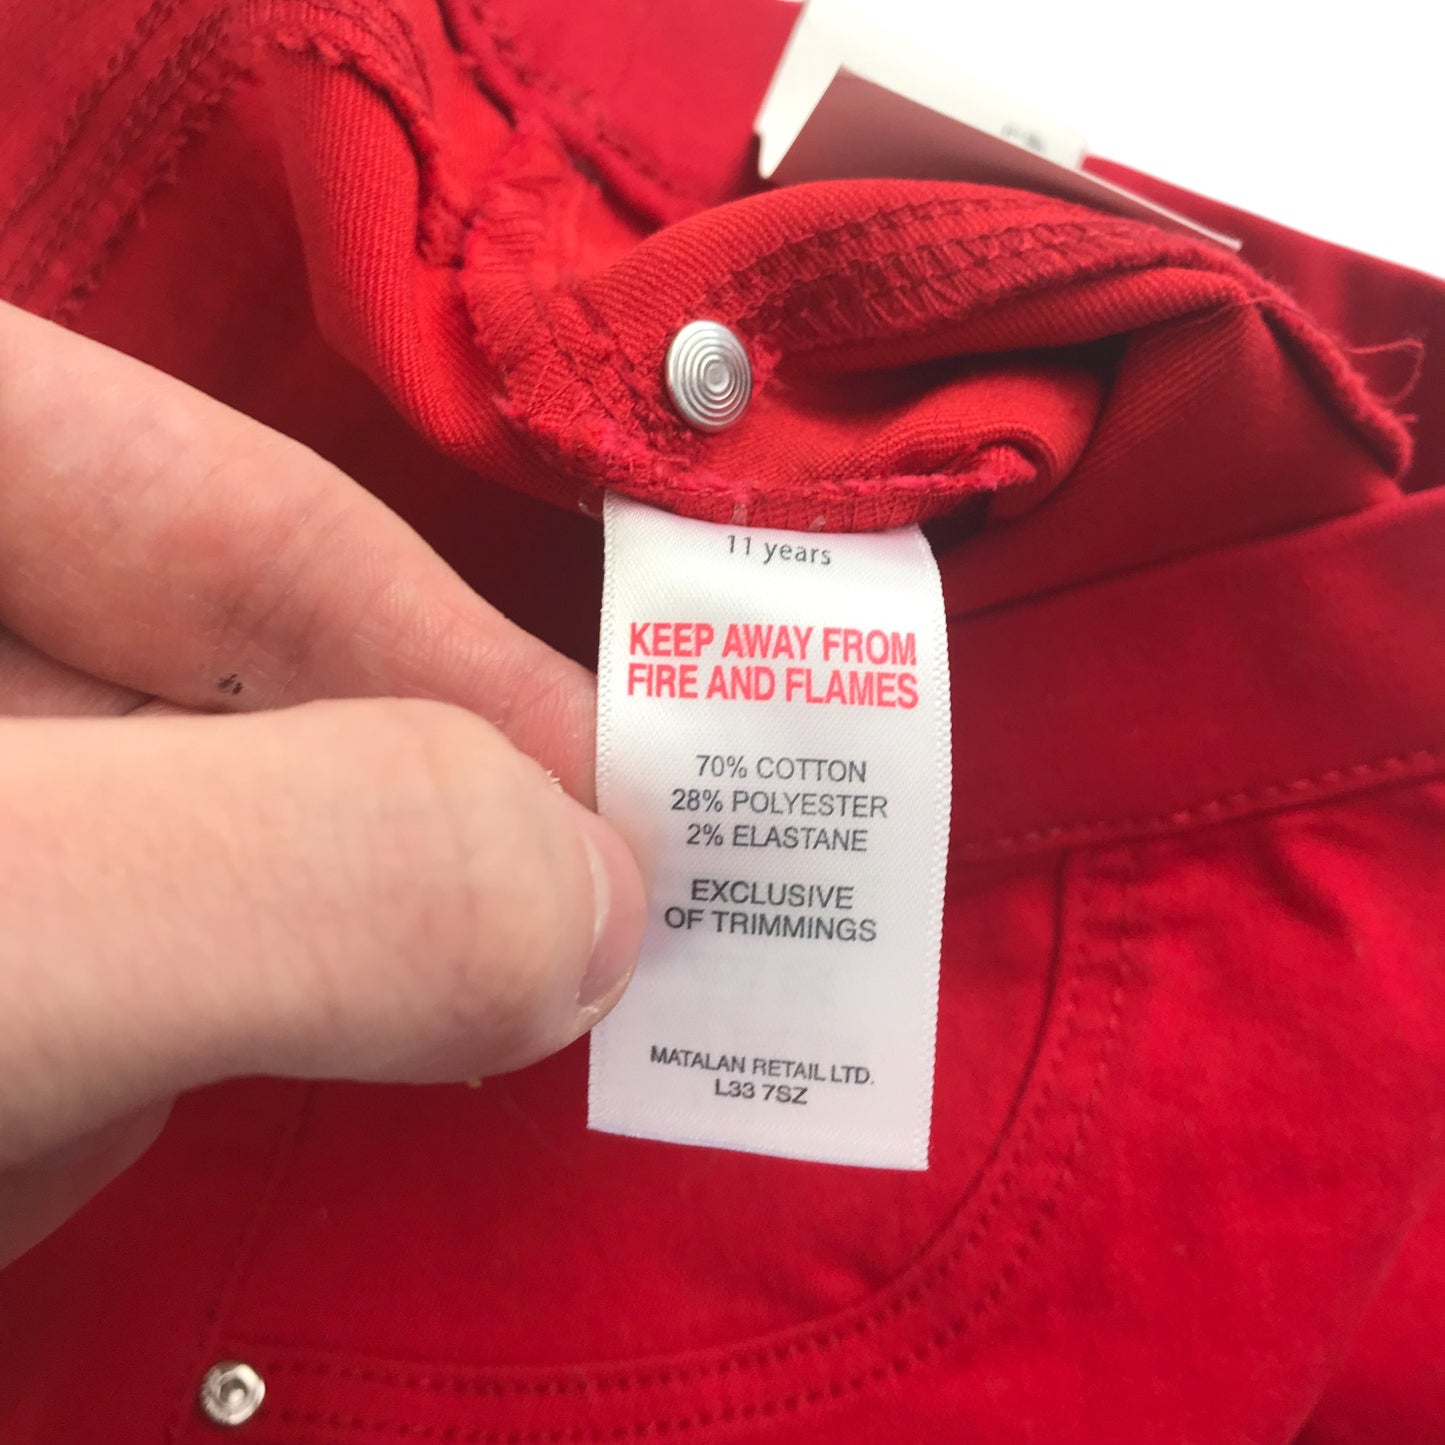 11 years
KEEP AWAY FROM
FIRE AND FLAMES
70% COTTON
28% POLYESTER
2% ELASTANE
EXCLUSIVE
OF TRIMMINGS
MATALAN RETAIL LTD.
L33 7SZ